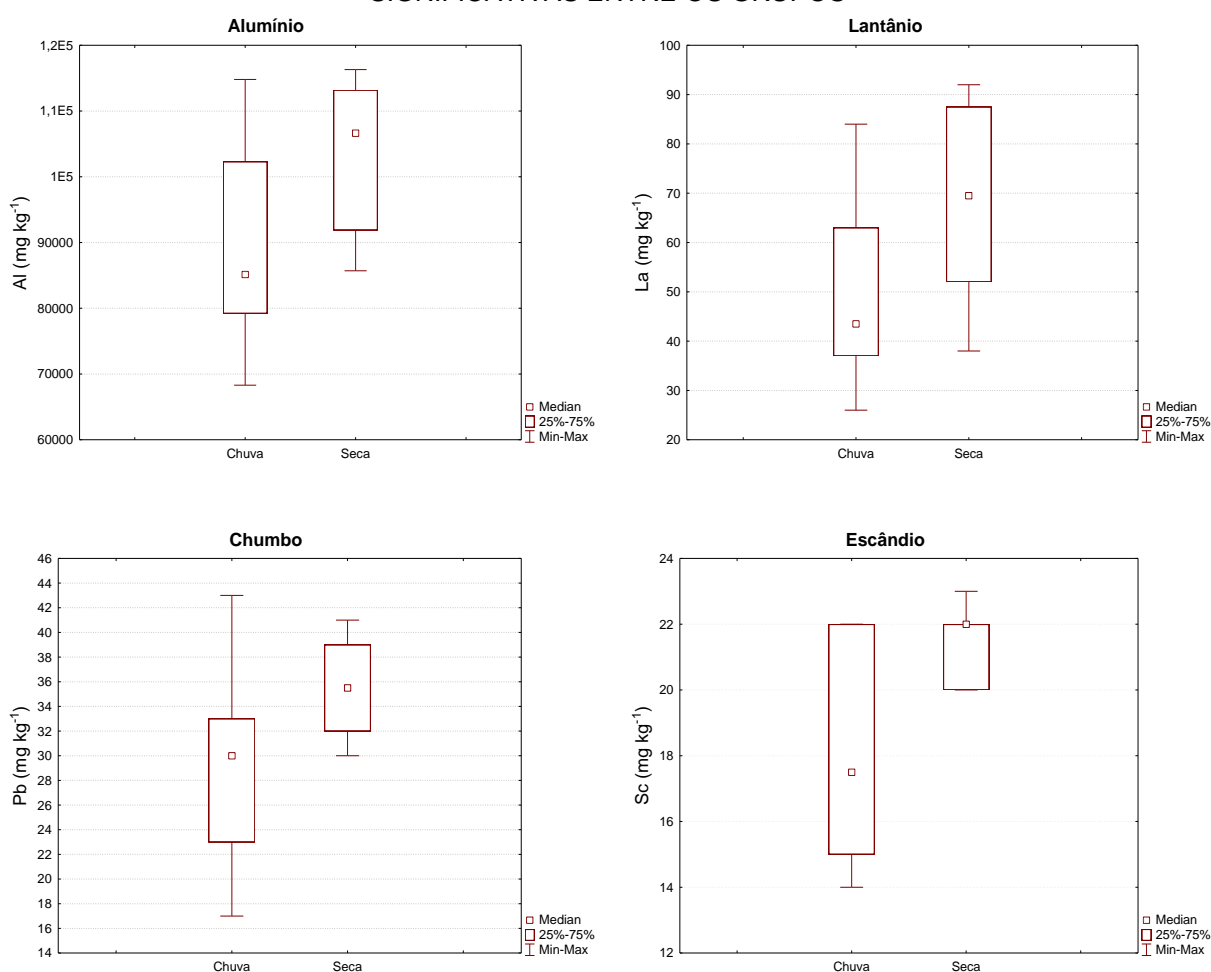 Alumínio
1,2E5
1,1E5
1E5
90000
80000
70000
60000
Al (mg kg-1)
Chuva Seca
Median
25%-75%
Min-Max
Lantânio
100
90
80
70
60
50
40
30
20
La (mg kg-1)
Chuva Seca
Median
25%-75%
Min-Max
Chumbo
46
44
42
40
38
36
34
32
30
28
26
24
22
20
18
16
14
Pb (mg kg-1)
Chuva Seca
Median
25%-75%
Min-Max
Escândio
24
22
20
18
16
14
12
Sc (mg kg-1)
Chuva Seca
Median
25%-75%
Min-Max